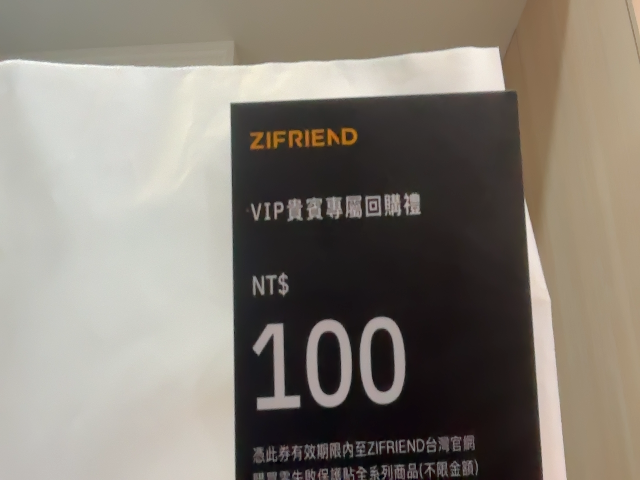 ZIFRIEND
VIP貴賓專屬回購禮
NT$
100
憑此券有效期限內至ZIFRIEND台灣官網
購買零失敗保護貼全系列商品(不限金額)